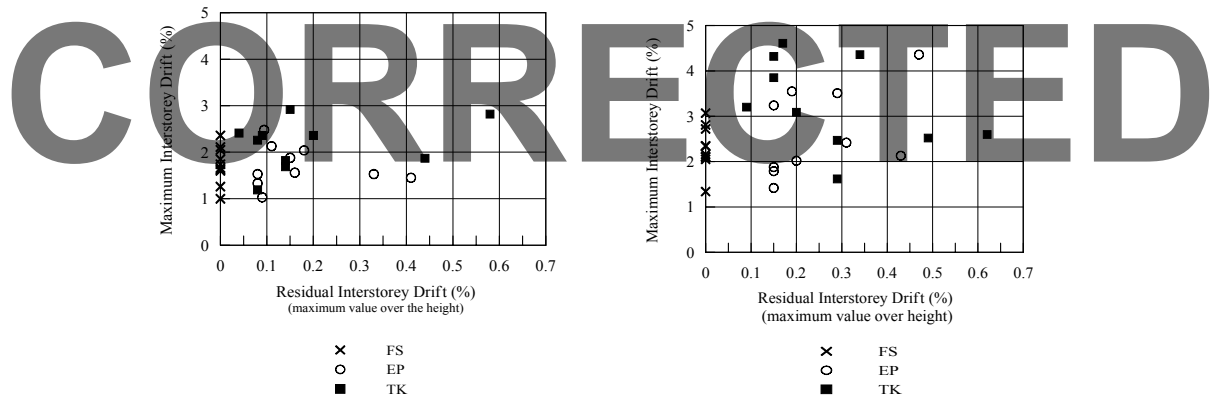 CORRECTED
5
4
3
2
1
0
Maximum Interstorey Drift (%)
0 0.1 0.2 0.3 0.4 0.5 0.6 0.7
Residual Interstorey Drift (%)
(maximum value over the height)
FS
EP
TK
5
4
3
2
1
0
Maximum Interstorey Drift (%)
0 0.1 0.2 0.3 0.4 0.5 0.6 0.7
Residual Interstorey Drift (%)
(maximum value over height)
FS
EP
TK